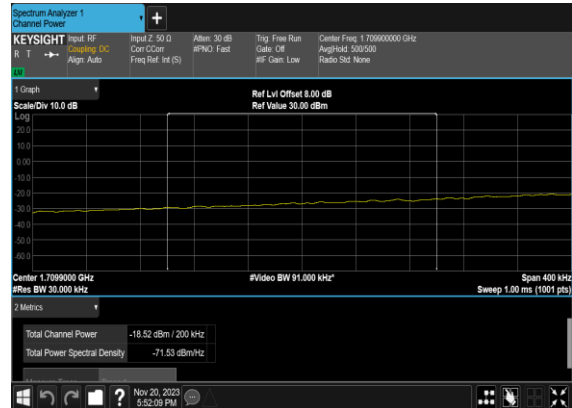 Spectrum Analyzer 1
Channel Power
KEYSIGHT
R T
LW
Input: RF
Coupling: DC
Align: Auto
Input Z: 50 Ω
Corr CCorr
Freq Ref: Int (S)
Atten: 30 dB
#PNO: Fast
Trig: Free Run
Gate: Off
#IF Gain: Low
Center Freq: 1.709900000 GHz
Avg|Hold: 500/500
Radio Std: None
1 Graph
Scale/Div 10.0 dB
Ref Lvl Offset 8.00 dB
Ref Value 30.00 dBm
Log
20.0
10.0
0.00
-10.0
-20.0
-30.0
-40.0
-50.0
-60.0
Center 1.7099000 GHz
#Res BW 30.000 kHz
#Video BW 91.000 kHz*
Span 400 kHz
Sweep 1.00 ms (1001 pts)
2 Metrics
Total Channel Power -18.52 dBm / 200 kHz
Total Power Spectral Density -71.53 dBm/Hz
?
Nov 20, 2023
5:52:09 PM